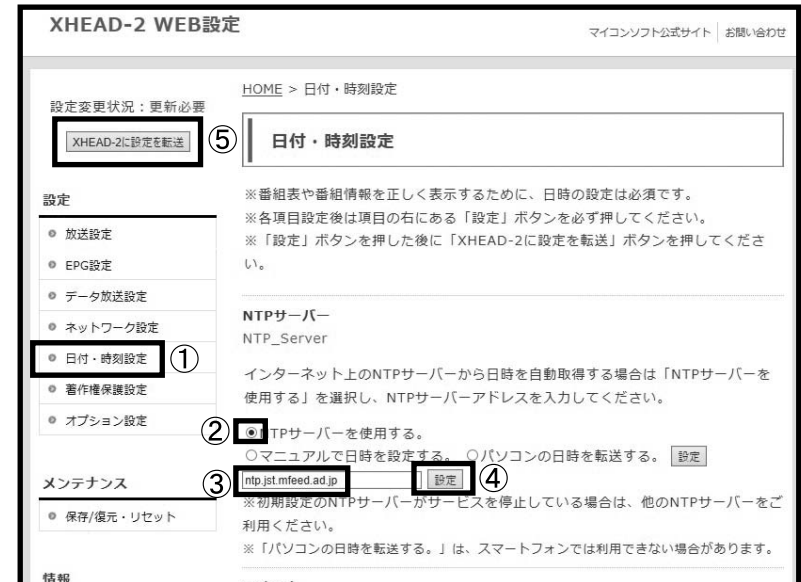 XHEAD-2 WEB設定
マイコンソフト公式サイト
お問い合わせ
設定変更状況：更新必要
XHEAD-2に設定を転送
⑤
設定
放送設定
EPG設定
データ放送設定
ネットワーク設定
日付・時刻設定
①
著作権保護設定
オプション設定
メンテナンス
保存/復元・リセット
情報
HOME > 日付・時刻設定
日付・時刻設定
※番組表や番組情報を正しく表示するために、日時の設定は必須です。
※各項目設定後は項目の右にある「設定」ボタンを必ず押してください。
※「設定」ボタンを押した後に「XHEAD-2に設定を転送」ボタンを押してくださ
い。
NTPサーバー
NTP_Server
インターネット上のNTPサーバーから日時を自動取得する場合は「NTPサーバーを
使用する」を選択し、NTPサーバーアドレスを入力してください。
② NTPサーバーを使用する。
マニュアルで日時を設定する。 パソコンの日時を転送する。 設定
③ ntp.jst.mfeed.ad.jp 設定 ④
※初期設定のNTPサーバーがサービスを停止している場合は、他のNTPサーバーをご
利用ください。
※「パソコンの日時を転送する。」は、スマートフォンでは利用できない場合があります。